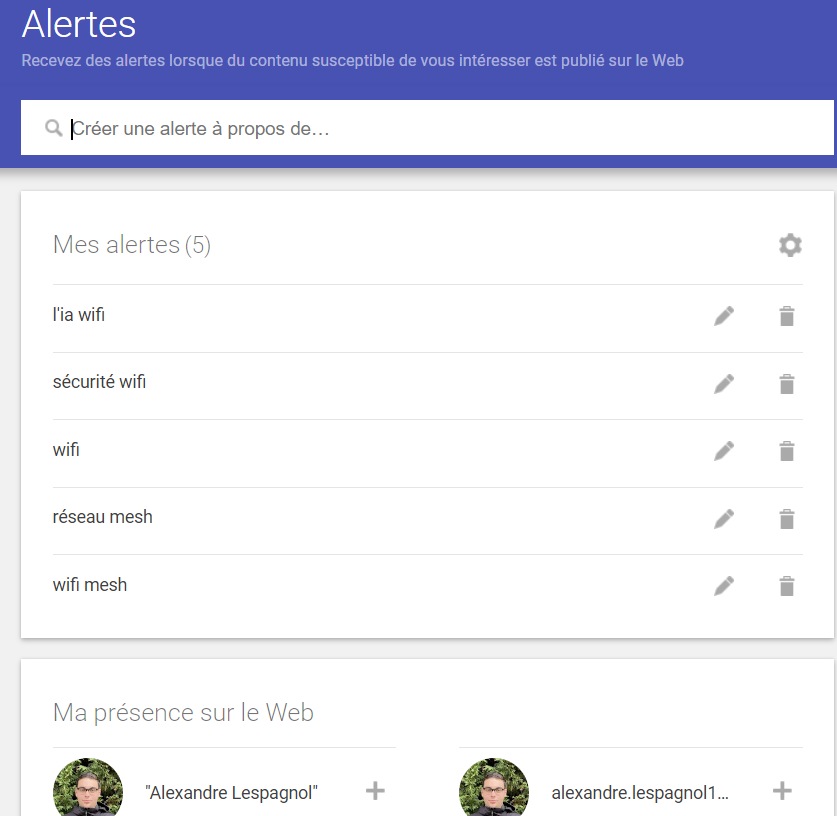 Alertes
Recevez des alertes lorsque du contenu susceptible de vous intéresser est publié sur le Web
Créer une alerte à propos de…
Mes alertes (5)
l'ia wifi
sécurité wifi
wifi
réseau mesh
wifi mesh
Ma présence sur le Web
"Alexandre Lespagnol"
alexandre.lespagnol1...